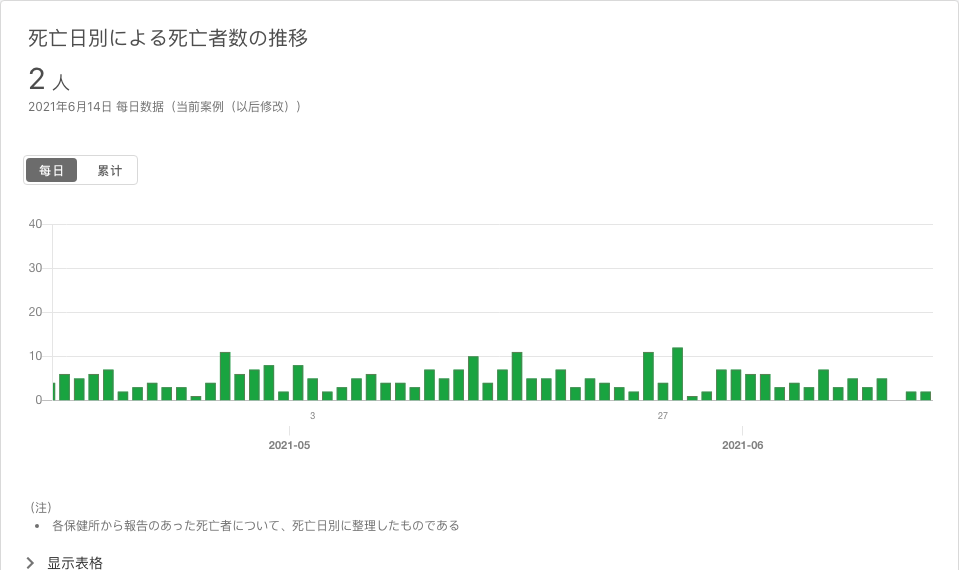 死亡日別による死亡者数の推移
2 人
2021年6月14日 每日数据（当前案例（以后修改））
每日 累计
40
30
20
10
0
3 27
2021-05 2021-06
（注）
• 各保健所から報告のあった死亡者について、死亡日別に整理したものである
显示表格